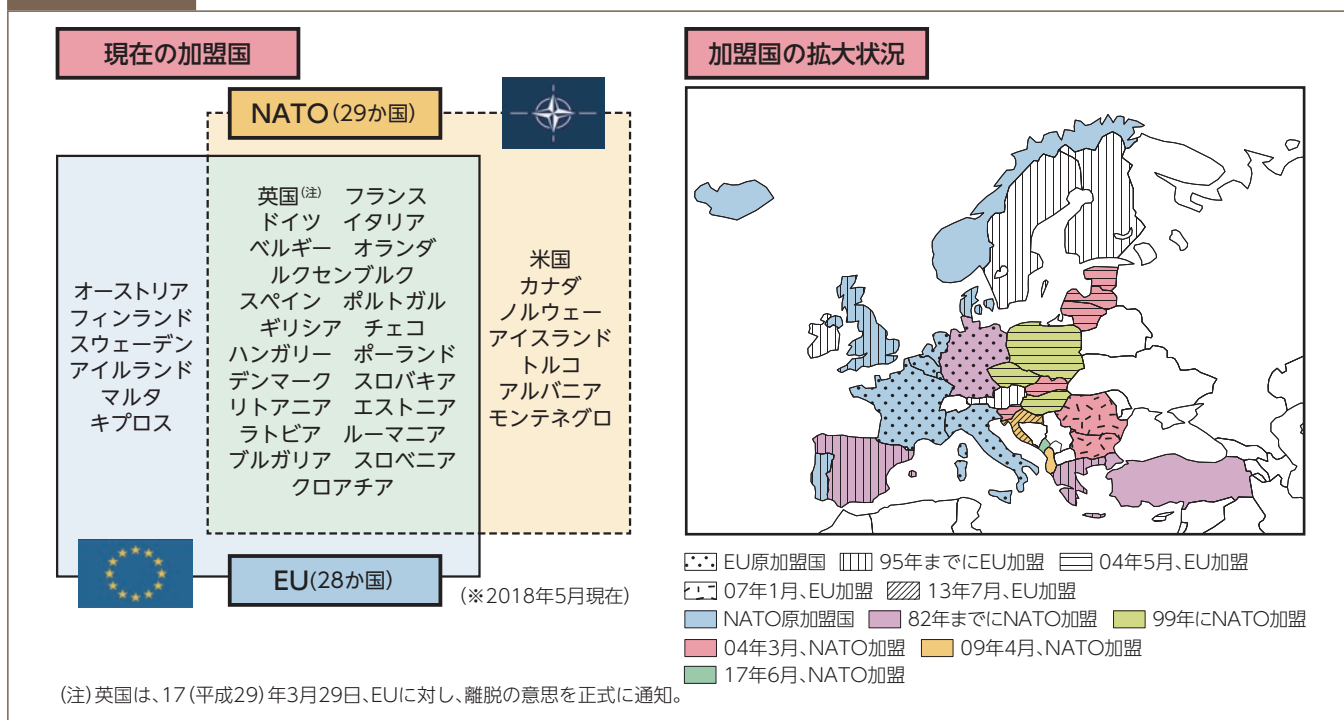 現在の加盟国
NATO(29か国)
英国(注) フランス
ドイツ イタリア
ベルギー オランダ
ルクセンブルク
スペイン ポルトガル
ギリシア チェコ
ハンガリー ポーランド
デンマーク スロバキア
リトアニア エストニア
ラトビア ルーマニア
ブルガリア スロベニア
クロアチア
オーストリア
フィンランド
スウェーデン
アイルランド
マルタ
キプロス
米国
カナダ
ノルウェー
アイスランド
トルコ
アルバニア
モンテネグロ
EU(28か国)
(※2018年5月現在)
加盟国の拡大状況
EU原加盟国 95年までにEU加盟 04年5月、EU加盟
07年1月、EU加盟 13年7月、EU加盟
NATO原加盟国 82年までにNATO加盟 99年にNATO加盟
04年3月、NATO加盟 09年4月、NATO加盟
17年6月、NATO加盟
(注)英国は、17(平成29)年3月29日、EUに対し、離脱の意思を正式に通知。